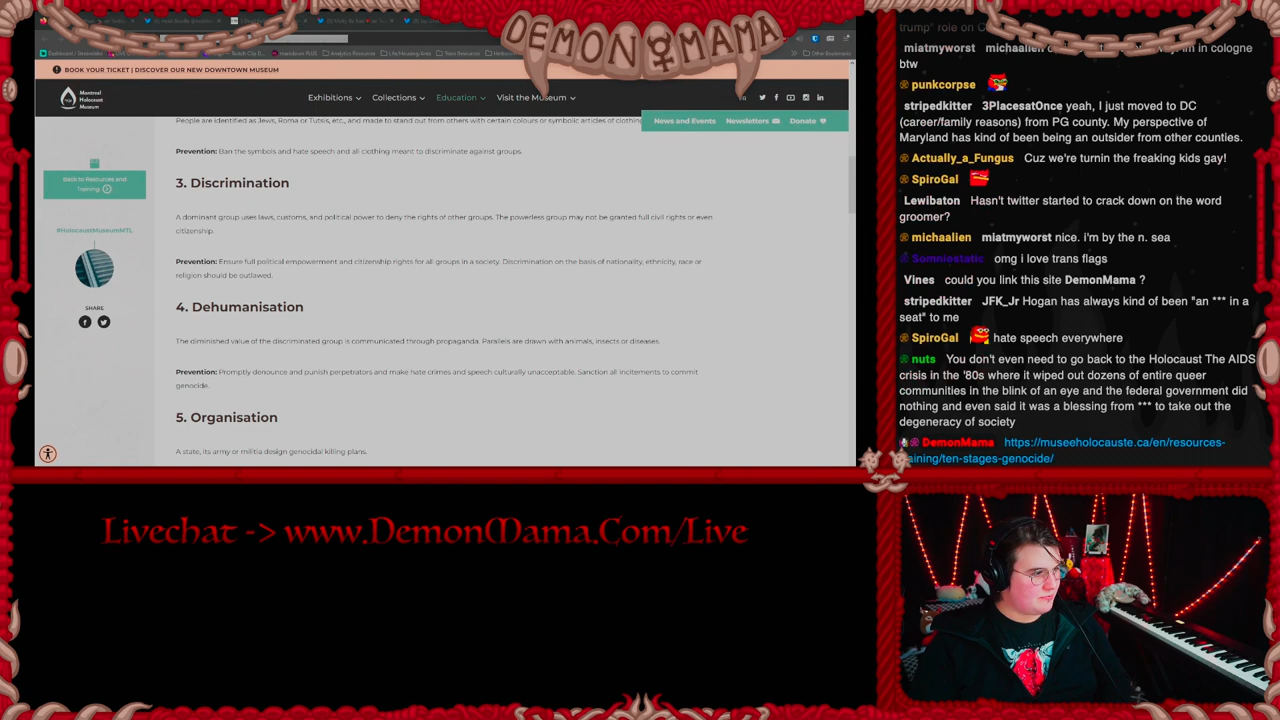 DEMON MAMA
BOOK YOUR TICKET | DISCOVER OUR NEW DOWNTOWN MUSEUM
Montreal
Holocaust
Museum
Exhibitions
Collections
Education
Visit the Museum
News and Events
Newsletters
Donate
Other Bookmarks
People are identified as Jews, Roma or Tutsis, etc., and made to stand out from others with certain colours or symbolic articles of clothing
Prevention: Ban the symbols and hate speech and all clothing meant to discriminate against groups.
Back to Resources and
Training
#HolocaustMuseumMTL
SHARE
3. Discrimination
A dominant group uses laws, customs, and political power to deny the rights of other groups. The powerless group may not be granted full civil rights or even
citizenship.
Prevention: Ensure full political empowerment and citizenship rights for all groups in a society. Discrimination on the basis of nationality, ethnicity, race or
religion should be outlawed.
4. Dehumanisation
The diminished value of the discriminated group is communicated through propaganda. Parallels are drawn with animals, insects or diseases.
Prevention: Promptly denounce and punish perpetrators and make hate crimes and speech culturally unacceptable. Sanction all incitements to commit
genocide.
5. Organisation
A state, its army or militia design genocidal killing plans.
miatmyworst michaalien
in cologne
btw
punkcorpse
stripedkitter 3PlacesatOnce yeah, I just moved to DC
(career/family reasons) from PG county. My perspective of
Maryland has kind of been being an outsider from other
counties.
Actually_a_Fungus Cuz we're turnin the freaking kids gay!
SpiroGal
Lewibaton Hasn't twitter started to crack down on the word
groomer?
michaalien miatmyworst nice. I'm by the n. sea
Somniostatic omg i love trans flags
Vines could you link this site DemonMama ?
stripedkitter JFK_Jr Hogan has always kind of been "an *** in a
seat" to me
SpiroGal hate speech everywhere
nuts You don't even need to go back to the Holocaust The AIDS
crisis in the '80s where it wiped out dozens of entire queer
communities in the blink of an eye and the federal government did
nothing and even said it was a blessing from *** to take out the
degeneracy of society
DemonMama https://museeholocauste.ca/en/resources-
training/ten-stages-genocide/
Livechat -> www.DemonMama.Com/Live